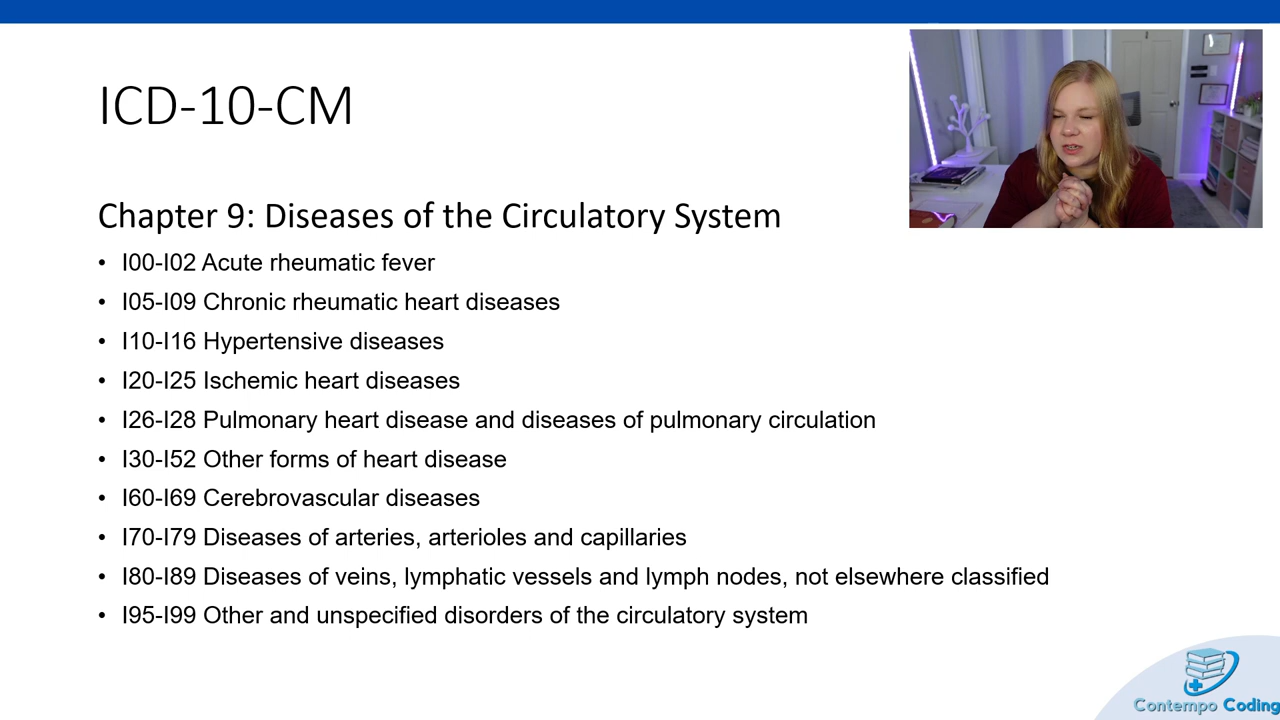 ICD-10-CM
Chapter 9: Diseases of the Circulatory System
• I00-I02 Acute rheumatic fever
• I05-I09 Chronic rheumatic heart diseases
• I10-I16 Hypertensive diseases
• I20-I25 Ischemic heart diseases
• I26-I28 Pulmonary heart disease and diseases of pulmonary circulation
• I30-I52 Other forms of heart disease
• I60-I69 Cerebrovascular diseases
• I70-I79 Diseases of arteries, arterioles and capillaries
• I80-I89 Diseases of veins, lymphatic vessels and lymph nodes, not elsewhere classified
• I95-I99 Other and unspecified disorders of the circulatory system
Contempo Coding